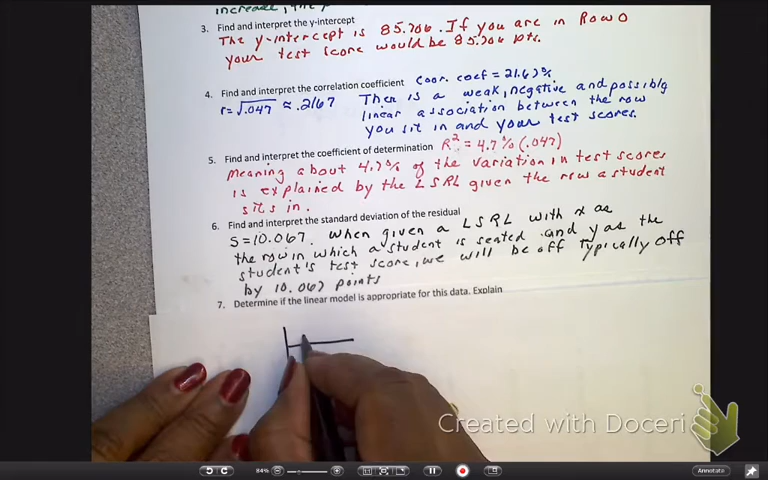 increase, the
3. Find and interpret the y-intercept
The y-intercept is 85.706. If you are in Row 0
your test score would be 85.706 pts.
4. Find and interpret the correlation coefficient Coor. coef = 21.67%
r=√.047 ≈ .2167 Ther is a weak, negative and possibly
linear association between the row
you sit in and your test scores.
5. Find and interpret the coefficient of determination R² = 4.7% (.047)
Meaning about 4.7% of the variation in test scores
is explained by the LSRL given the row a student
sits in.
6. Find and interpret the standard deviation of the residual
S=10.067. When given a LSRL with x as
the row in which a student is seated and y as the
student's test score, we will be off typically off
by 10.067 points
7. Determine if the linear model is appropriate for this data. Explain
Created with Doceri
84%
Annotate